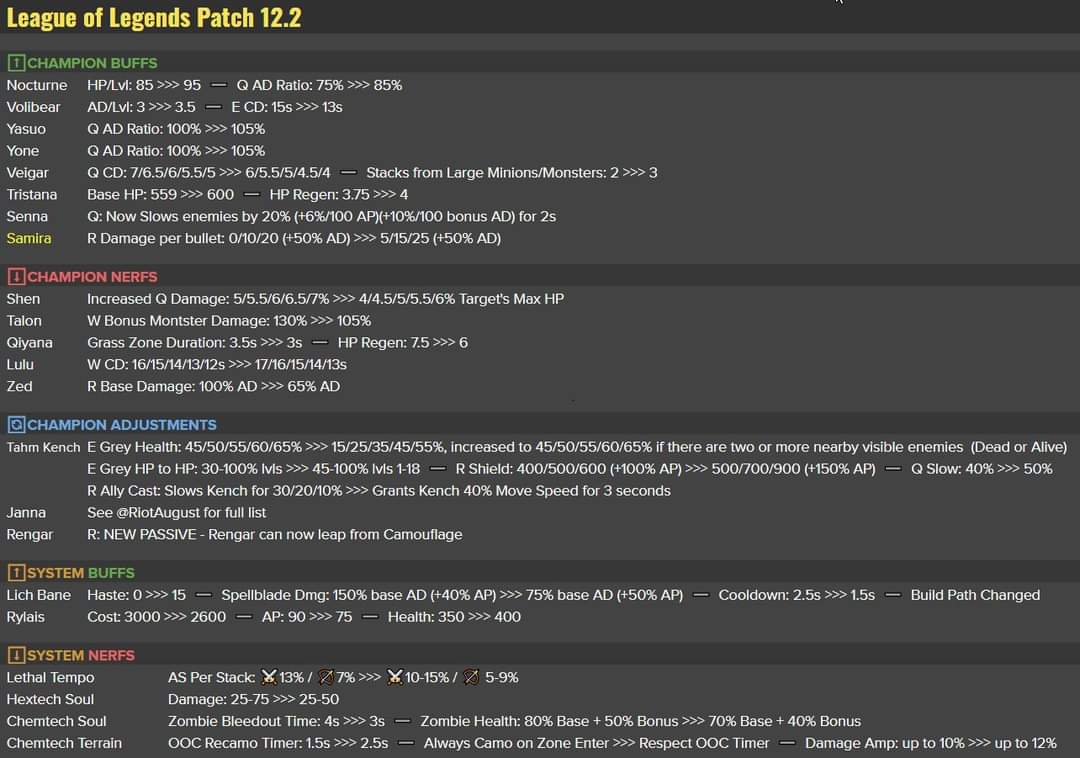 League of Legends Patch 12.2
CHAMPION BUFFS
Nocturne HP/Lvl: 85 >>> 95 — Q AD Ratio: 75% >>> 85%
Volibear AD/Lvl: 3 >>> 3.5 — E CD: 15s >>> 13s
Yasuo Q AD Ratio: 100% >>> 105%
Yone Q AD Ratio: 100% >>> 105%
Veigar Q CD: 7/6.5/6/5.5/5 >>> 6/5.5/5/4.5/4 — Stacks from Large Minions/Monsters: 2 >>> 3
Tristana Base HP: 559 >>> 600 — HP Regen: 3.75 >>> 4
Senna Q: Now Slows enemies by 20% (+6%/100 AP)(+10%/100 bonus AD) for 2s
Samira R Damage per bullet: 0/10/20 (+50% AD) >>> 5/15/25 (+50% AD)
CHAMPION NERFS
Shen Increased Q Damage: 5/5.5/6/6.5/7% >>> 4/4.5/5/5.5/6% Target's Max HP
Talon W Bonus Montster Damage: 130% >>> 105%
Qiyana Grass Zone Duration: 3.5s >>> 3s — HP Regen: 7.5 >>> 6
Lulu W CD: 16/15/14/13/12s >>> 17/16/15/14/13s
Zed R Base Damage: 100% AD >>> 65% AD
CHAMPION ADJUSTMENTS
Tahm Kench E Grey Health: 45/50/55/60/65% >>> 15/25/35/45/55%, increased to 45/50/55/60/65% if there are two or more nearby visible enemies (Dead or Alive)
E Grey HP to HP: 30-100% lvls >>> 45-100% lvls 1-18 — R Shield: 400/500/600 (+100% AP) >>> 500/700/900 (+150% AP) — Q Slow: 40% >>> 50%
R Ally Cast: Slows Kench for 30/20/10% >>> Grants Kench 40% Move Speed for 3 seconds
Janna See @RiotAugust for full list
Rengar R: NEW PASSIVE - Rengar can now leap from Camouflage
SYSTEM BUFFS
Lich Bane Haste: 0 >>> 15 — Spellblade Dmg: 150% base AD (+40% AP) >>> 75% base AD (+50% AP) — Cooldown: 2.5s >>> 1.5s — Build Path Changed
Rylais Cost: 3000 >>> 2600 — AP: 90 >>> 75 — Health: 350 >>> 400
SYSTEM NERFS
Lethal Tempo AS Per Stack: ⚔13% / 🏹7% >>> ⚔10-15% / 🏹 5-9%
Hextech Soul Damage: 25-75 >>> 25-50
Chemtech Soul Zombie Bleedout Time: 4s >>> 3s — Zombie Health: 80% Base + 50% Bonus >>> 70% Base + 40% Bonus
Chemtech Terrain OOC Recamo Timer: 1.5s >>> 2.5s — Always Camo on Zone Enter >>> Respect OOC Timer — Damage Amp: up to 10% >>> up to 12%